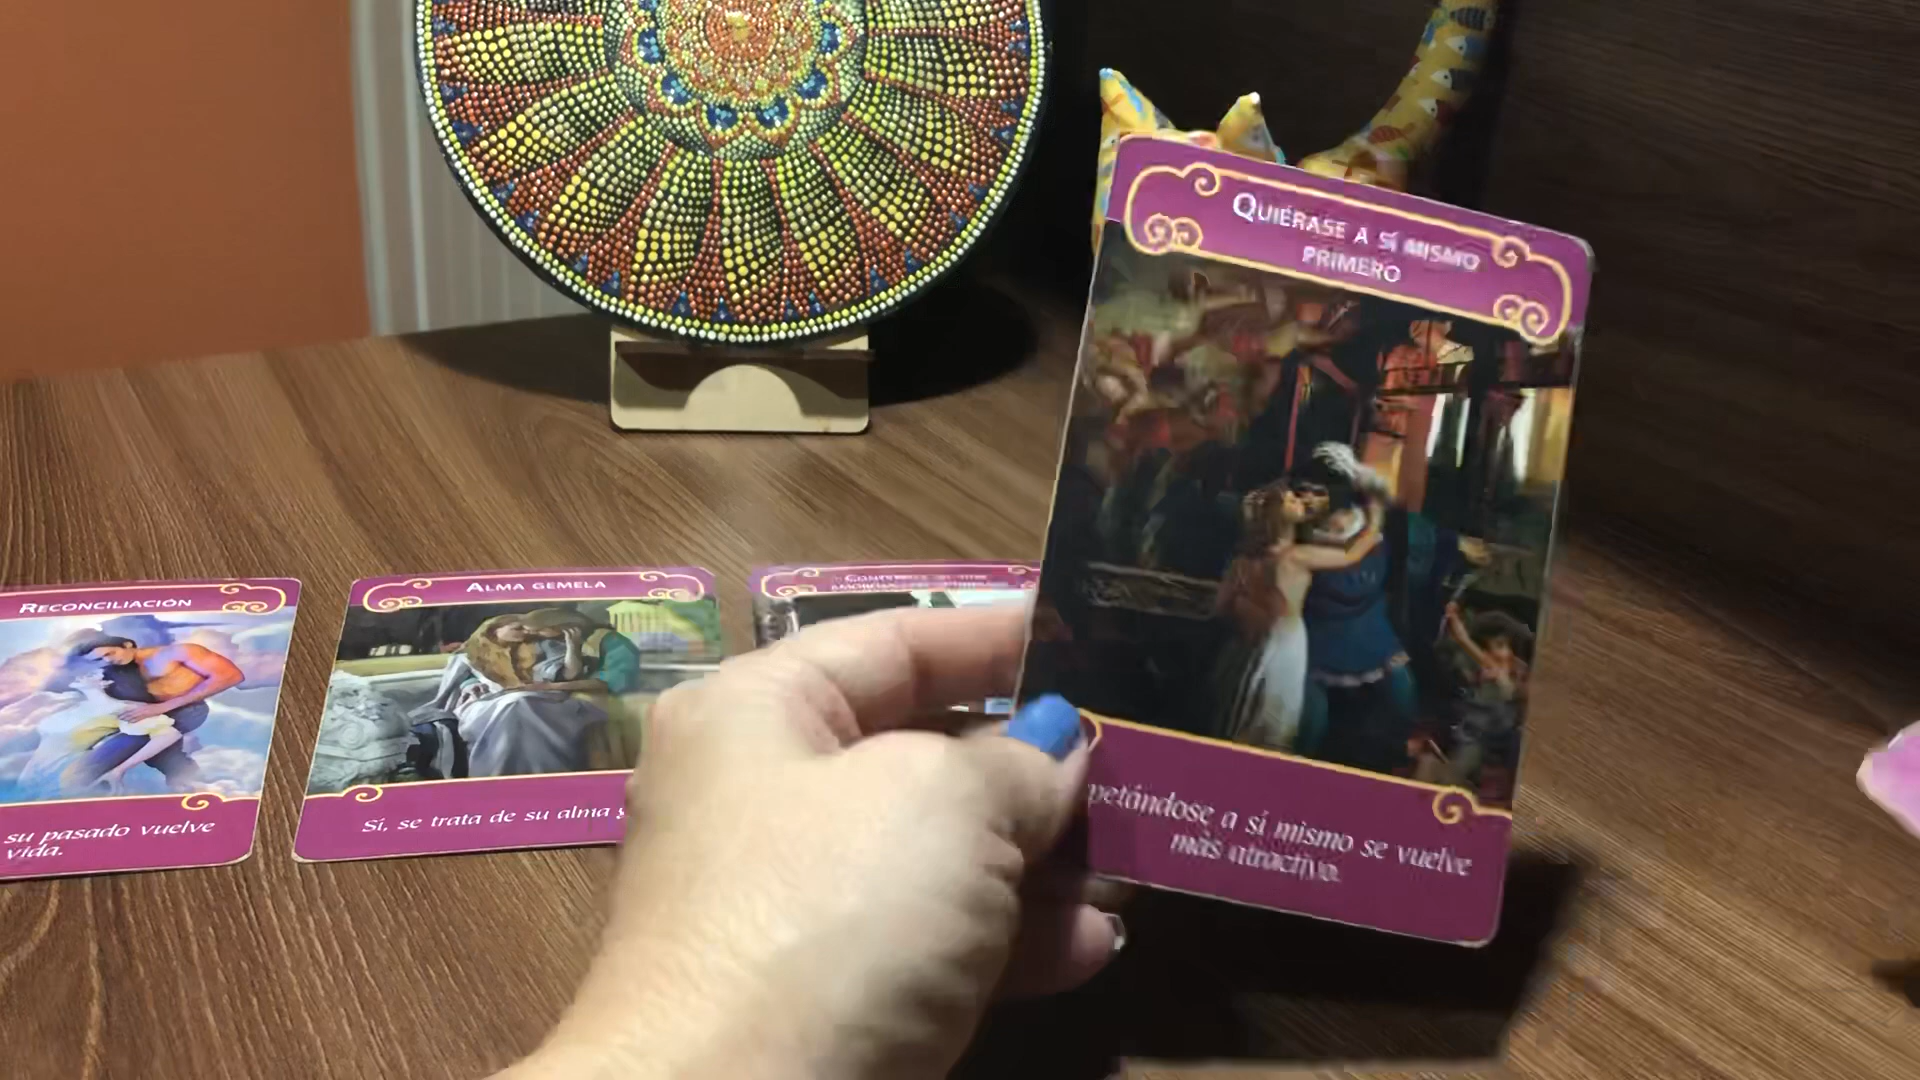 RECONCILIACIÓN
su pasado vuelve
vida.
ALMA GEMELA
Sí, se trata de su alma
QUIÉRASE A SÍ MISMO
PRIMERO
petándose a sí mismo se vuelve
más atractivo.